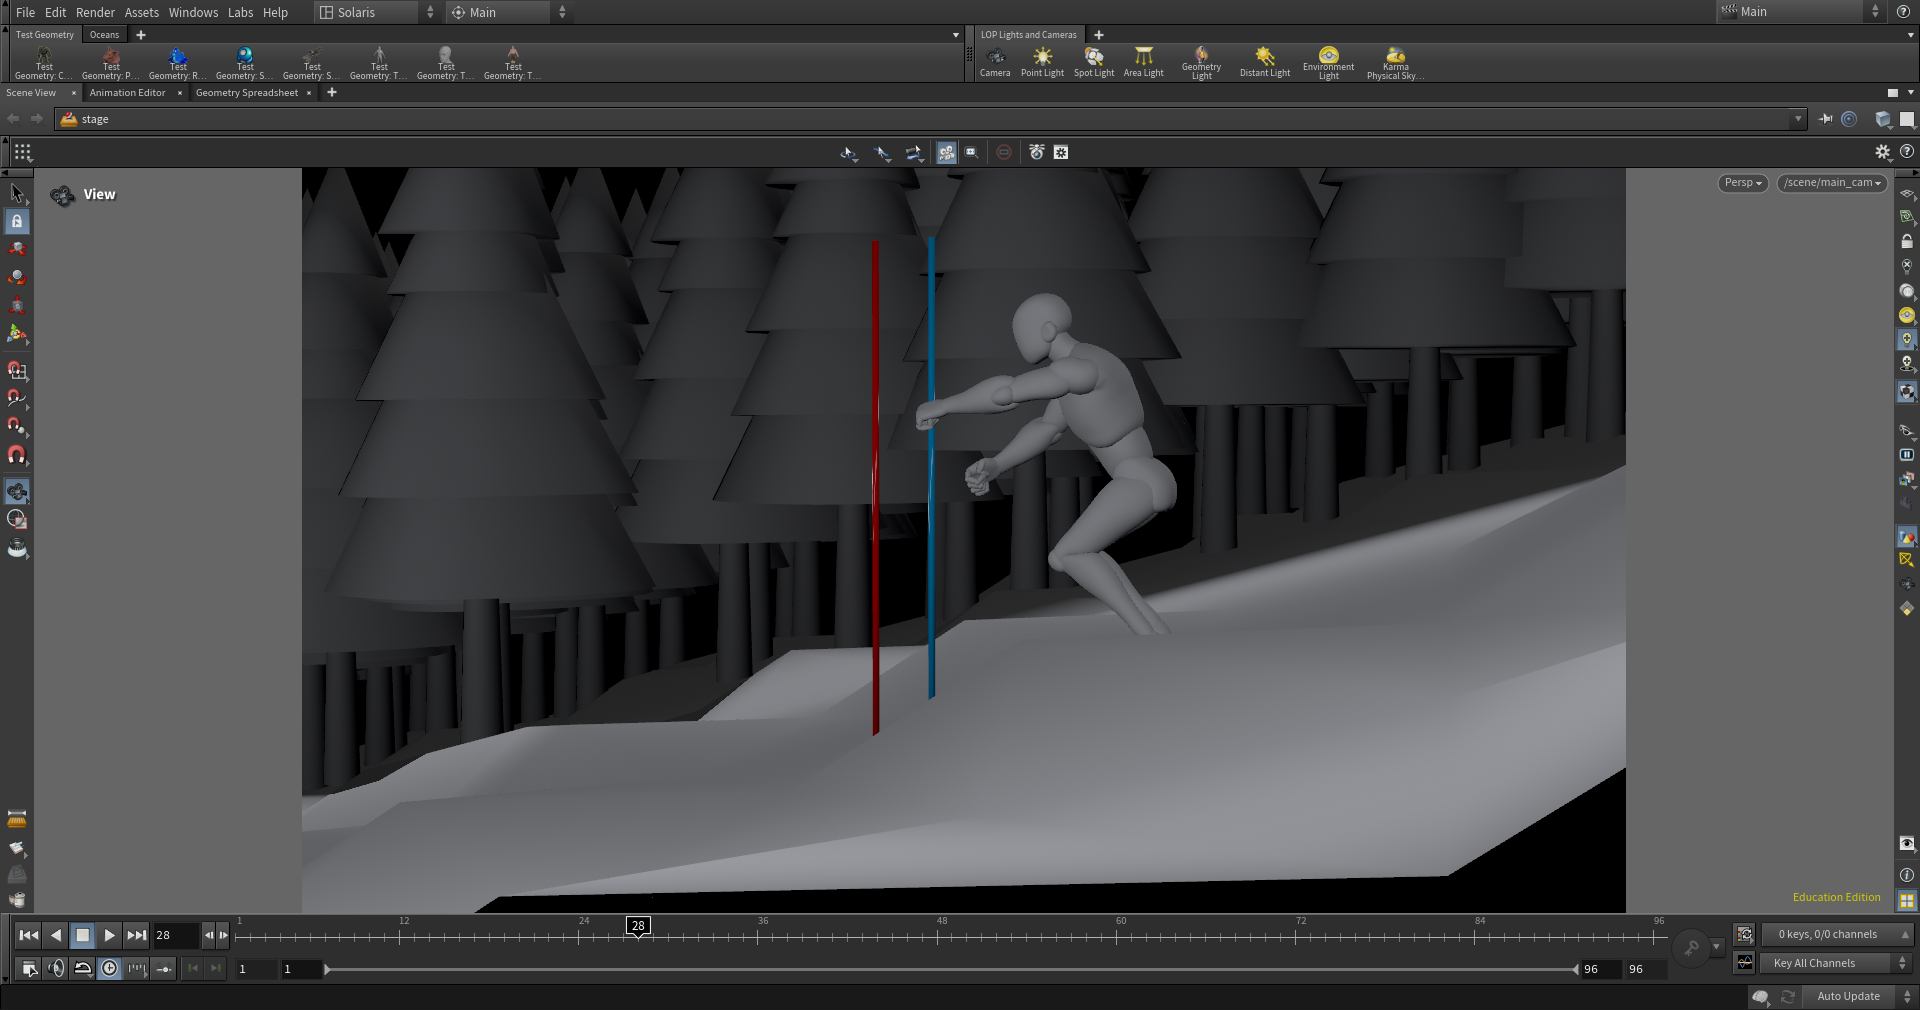 File Edit Render Assets Windows Labs Help Solaris Main Main
Test Geometry Oceans LOP Lights and Cameras
Test Geometry: C... Test Geometry: P... Test Geometry: R... Test Geometry: S... Test Geometry: S... Test Geometry: T... Test Geometry: T... Test Geometry: T... Camera Point Light Spot Light Area Light Geometry Light Distant Light Environment Light Karma Physical Sky...
Scene View Animation Editor Geometry Spreadsheet
stage
View Persp /scene/main_cam
Education Edition
1 12 24 36 48 60 72 84 96
28
28 0 keys, 0/0 channels
1 1 96 96 Key All Channels
Auto Update